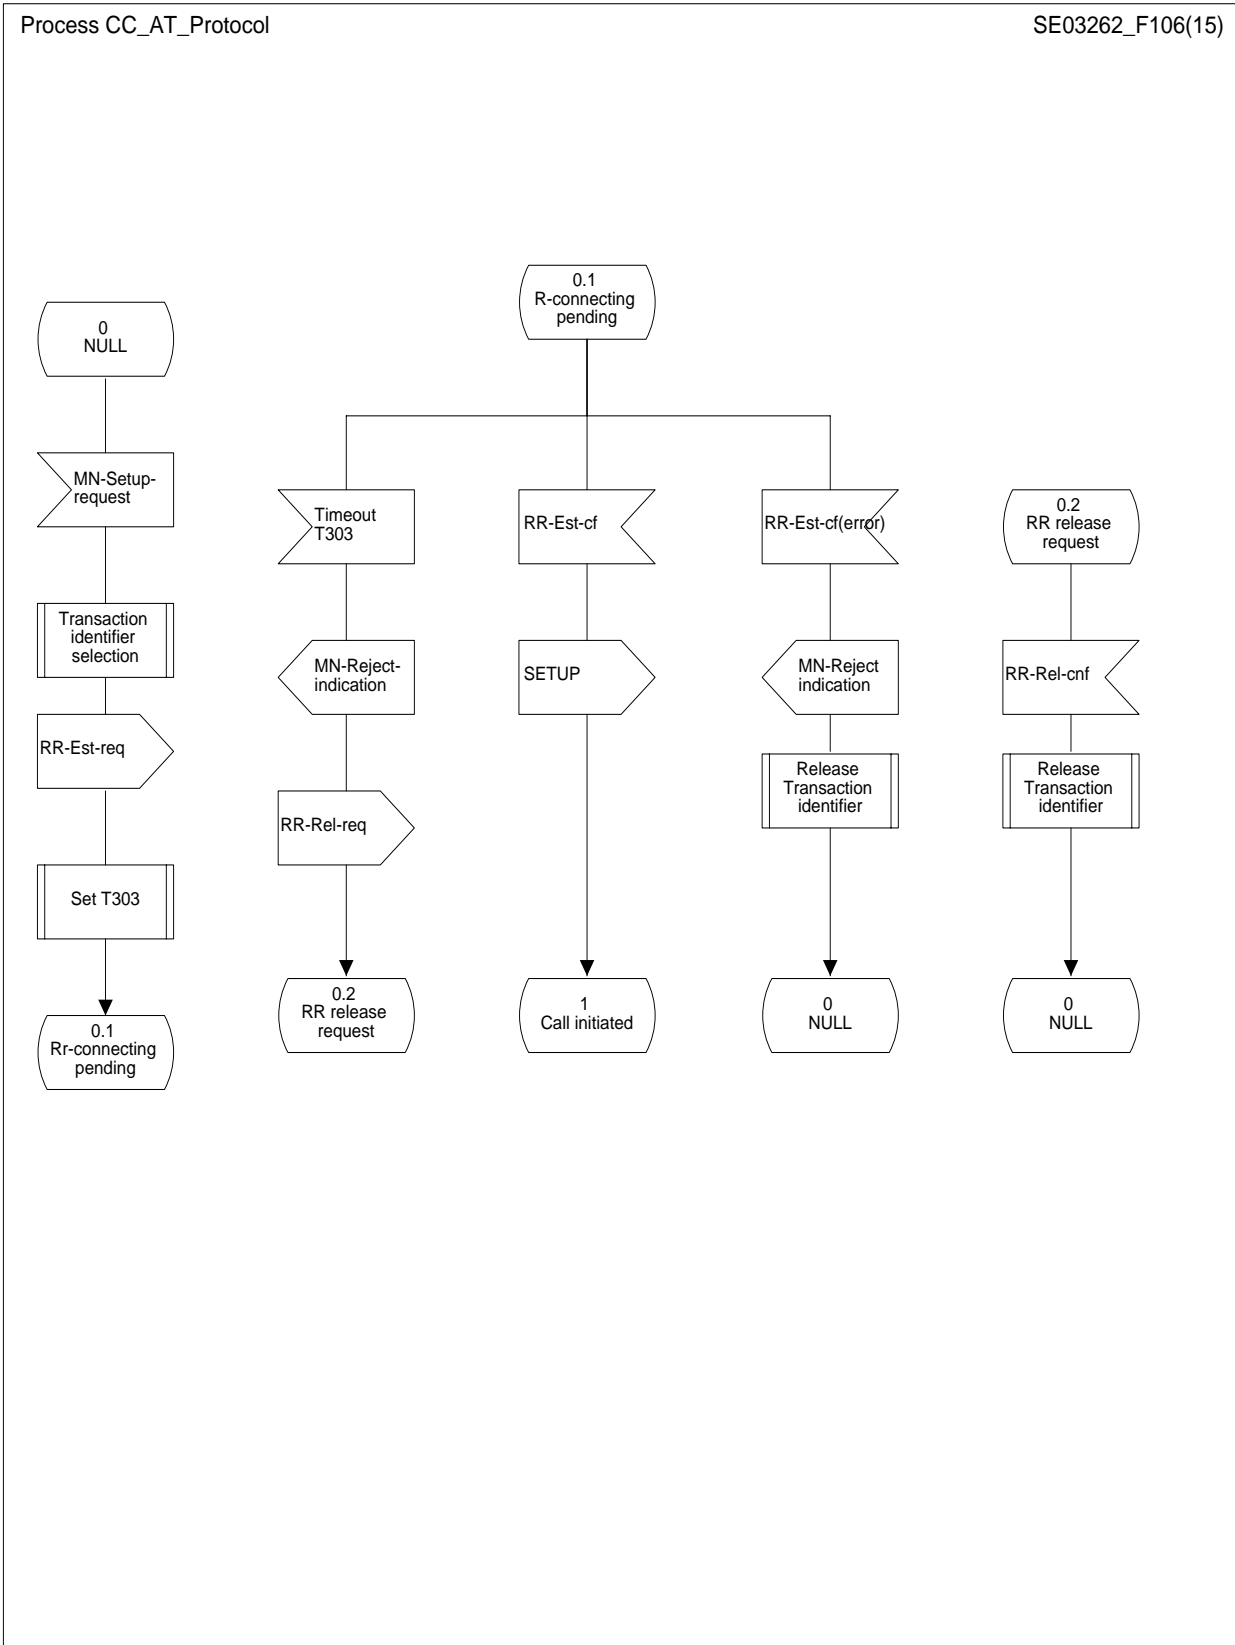 Process CC_AT_Protocol
SE03262_F106(15)
0
NULL
MN-Setup-
request
Transaction
identifier
selection
RR-Est-req
Set T303
0.1
Rr-connecting
pending
0.1
R-connecting
pending
Timeout
T303
MN-Reject-
indication
RR-Rel-req
0.2
RR release
request
RR-Est-cf
SETUP
1
Call initiated
RR-Est-cf(error)
MN-Reject
indication
Release
Transaction
identifier
0
NULL
0.2
RR release
request
RR-Rel-cnf
Release
Transaction
identifier
0
NULL